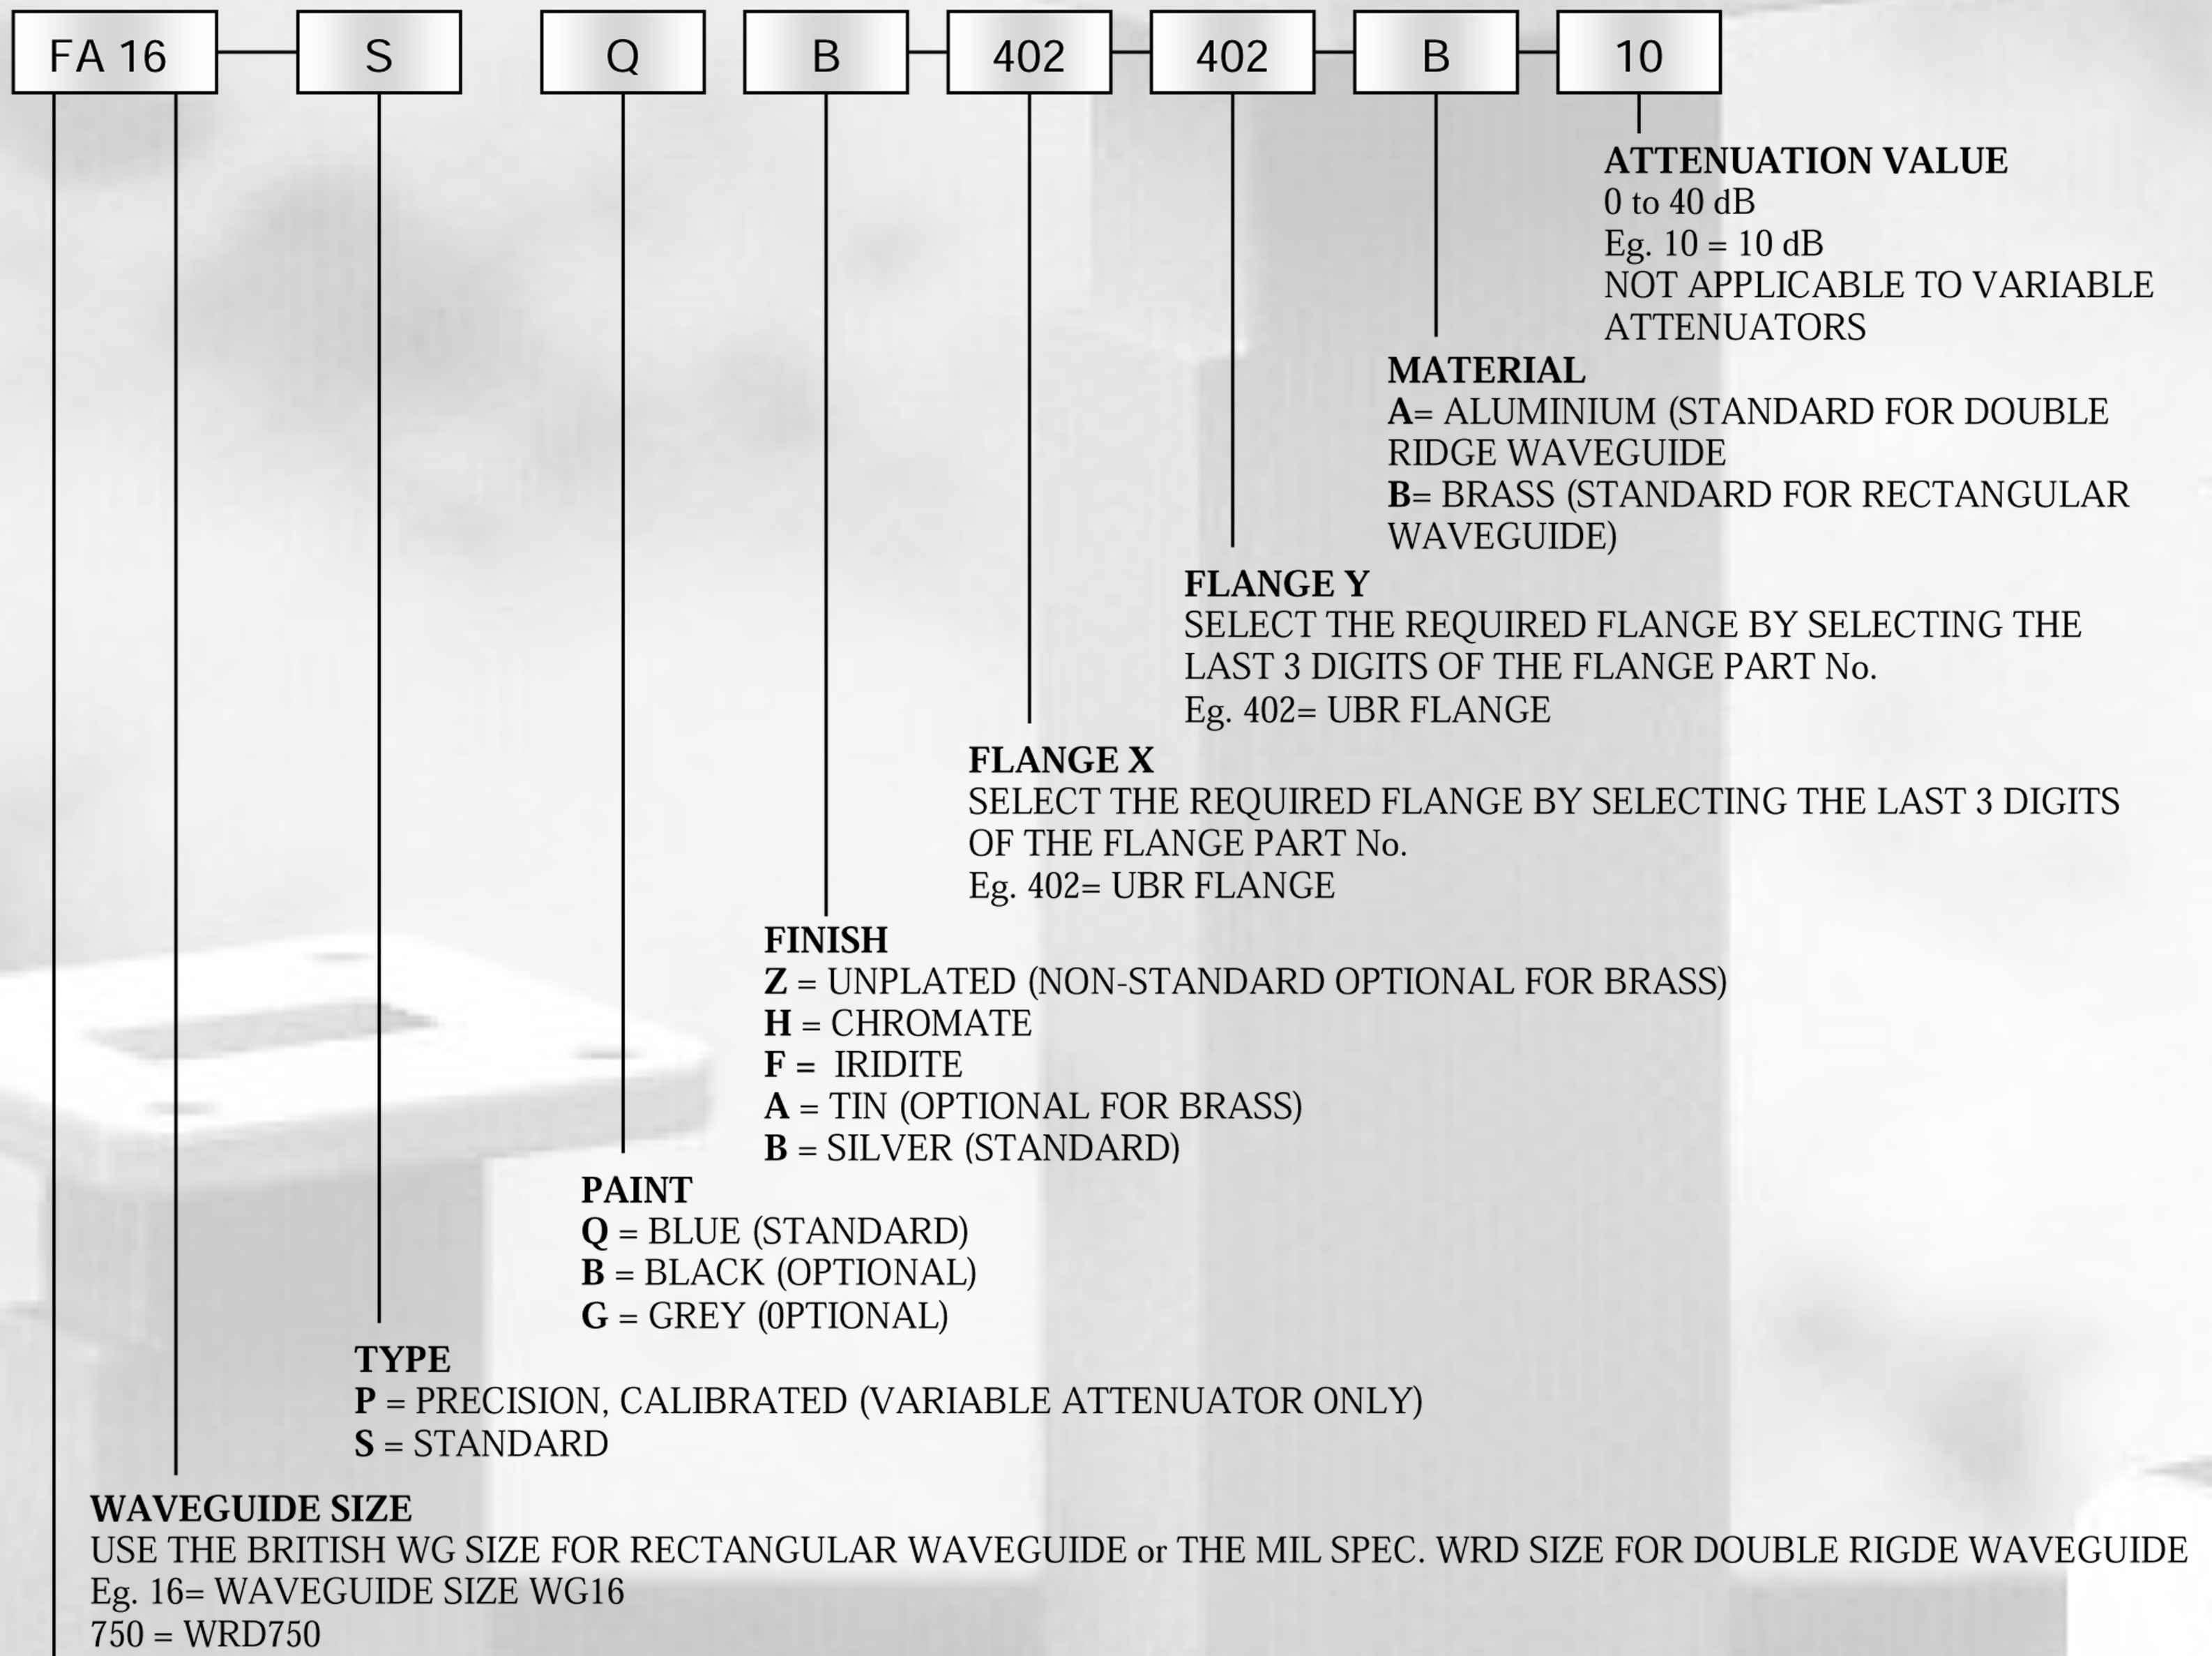 FA 16 S Q B 402 402 B 10
ATTENUATION VALUE
0 to 40 dB
Eg. 10 = 10 dB
NOT APPLICABLE TO VARIABLE
ATTENUATORS
MATERIAL
A= ALUMINIUM (STANDARD FOR DOUBLE
RIDGE WAVEGUIDE
B= BRASS (STANDARD FOR RECTANGULAR
WAVEGUIDE)
FLANGE Y
SELECT THE REQUIRED FLANGE BY SELECTING THE
LAST 3 DIGITS OF THE FLANGE PART No.
Eg. 402= UBR FLANGE
FLANGE X
SELECT THE REQUIRED FLANGE BY SELECTING THE LAST 3 DIGITS
OF THE FLANGE PART No.
Eg. 402= UBR FLANGE
FINISH
Z = UNPLATED (NON-STANDARD OPTIONAL FOR BRASS)
H = CHROMATE
F = IRIDITE
A = TIN (OPTIONAL FOR BRASS)
B = SILVER (STANDARD)
PAINT
Q = BLUE (STANDARD)
B = BLACK (OPTIONAL)
G = GREY (0PTIONAL)
TYPE
P = PRECISION, CALIBRATED (VARIABLE ATTENUATOR ONLY)
S = STANDARD
WAVEGUIDE SIZE
USE THE BRITISH WG SIZE FOR RECTANGULAR WAVEGUIDE or THE MIL SPEC. WRD SIZE FOR DOUBLE RIGDE WAVEGUIDE
Eg. 16= WAVEGUIDE SIZE WG16
750 = WRD750